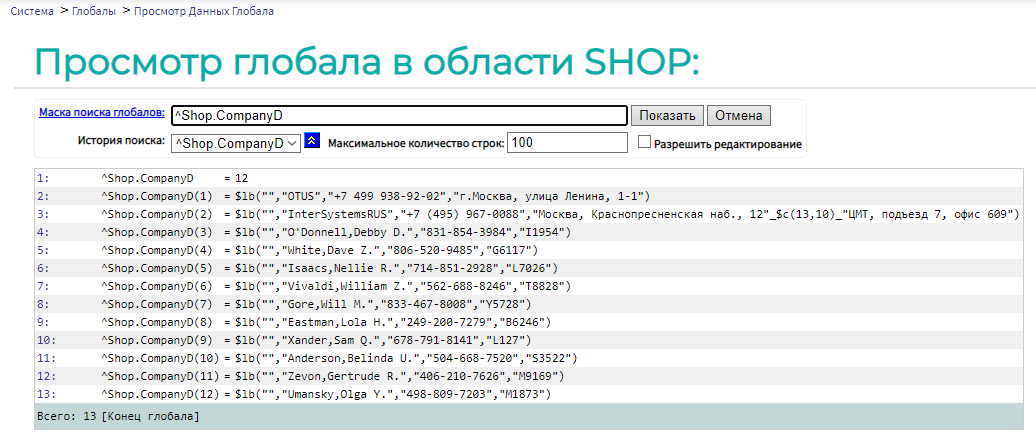 Система > Глобалы > Просмотр Данных Глобала
Просмотр глобала в области SHOP:
Маска поиска глобалов: ^Shop.CompanyD Показать Отмена
История поиска: ^Shop.CompanyD Максимальное количество строк: 100 Разрешить редактирование
1: ^Shop.CompanyD = 12
2: ^Shop.CompanyD(1) = $lb("","OTUS","+7 499 938-92-02","г.Москва, улица Ленина, 1-1")
3: ^Shop.CompanyD(2) = $lb("","InterSystemsRUS","+7 (495) 967-0088","Москва, Краснопресненская наб., 12"_$c(13,10)_"ЦМТ, подъезд 7, офис 609")
4: ^Shop.CompanyD(3) = $lb("","O'Donnell,Debby D.","831-854-3984","I1954")
5: ^Shop.CompanyD(4) = $lb("","White,Dave Z.","806-520-9485","G6117")
6: ^Shop.CompanyD(5) = $lb("","Isaacs,Nellie R.","714-851-2928","L7026")
7: ^Shop.CompanyD(6) = $lb("","Vivaldi,William Z.","562-688-8246","T8828")
8: ^Shop.CompanyD(7) = $lb("","Gore,Will M.","833-467-8008","Y5728")
9: ^Shop.CompanyD(8) = $lb("","Eastman,Lola H.","249-200-7279","B6246")
10: ^Shop.CompanyD(9) = $lb("","Xander,Sam Q.","678-791-8141","L127")
11: ^Shop.CompanyD(10) = $lb("","Anderson,Belinda U.","504-668-7520","S3522")
12: ^Shop.CompanyD(11) = $lb("","Zevon,Gertrude R.","406-210-7626","M9169")
13: ^Shop.CompanyD(12) = $lb("","Umansky,Olga Y.","498-809-7203","M1873")
Всего: 13 [Конец глобала]